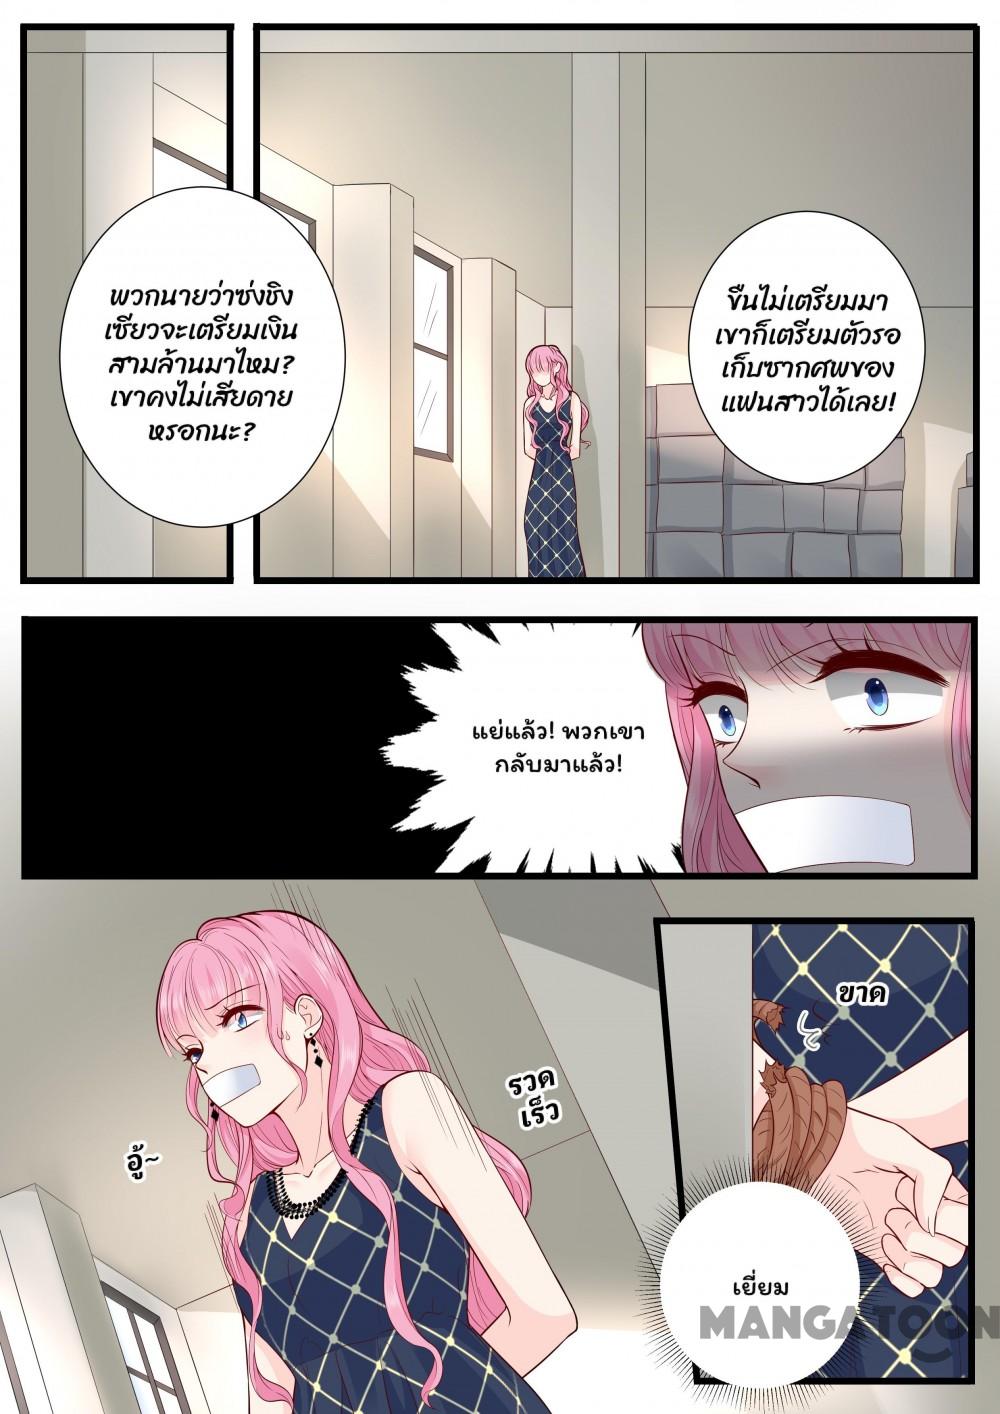 พวกนายว่าซ่งชิง
เซียวจะเตรียมเงิน
สามล้านมาไหม?
เขาคงไม่เสียดาย
หรอกนะ?
ขืนไม่เตรียมมา
เขาก็เตรียมตัวรอ
เก็บซากศพของ
แฟนสาวได้เลย!
แย่แล้ว! พวกเขา
กลับมาแล้ว!
อู้~
รวด
เร็ว
ขาด
เยี่ยม
MANGATOON